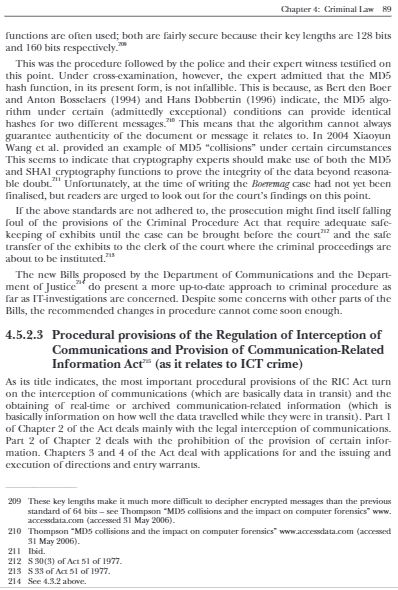 Chapter 4: Criminal Law 89
functions are often used; both are fairly secure because their key lengths are 128 bits
and 160 bits respectively.209
This was the procedure followed by the police and their expert witness testified on
this point. Under cross-examination, however, the expert admitted that the MD5
hash function, in its present form, is not infallible. This is because, as Bert den Boer
and Anton Bosselaers (1994) and Hans Dobbertin (1996) indicate, the MD5 algo-
rithm under certain (admittedly exceptional) conditions can provide identical
hashes for two different messages.210 This means that the algorithm cannot always
guarantee authenticity of the document or message it relates to. In 2004 Xiaoyun
Wang et al. provided an example of MD5 “collisions” under certain circumstances
This seems to indicate that cryptography experts should make use of both the MD5
and SHA1 cryptography functions to prove the integrity of the data beyond reasona-
ble doubt.211 Unfortunately, at the time of writing the Boeremag case had not yet been
finalised, but readers are urged to look out for the court’s findings on this point.
If the above standards are not adhered to, the prosecution might find itself falling
foul of the provisions of the Criminal Procedure Act that require adequate safe-
keeping of exhibits until the case can be brought before the court212 and the safe
transfer of the exhibits to the clerk of the court where the criminal proceedings are
about to be instituted.213
The new Bills proposed by the Department of Communications and the Depart-
ment of Justice214 do present a more up-to-date approach to criminal procedure as
far as IT-investigations are concerned. Despite some concerns with other parts of the
Bills, the recommended changes in procedure cannot come soon enough.
4.5.2.3 Procedural provisions of the Regulation of Interception of
Communications and Provision of Communication-Related
Information Act215 (as it relates to ICT crime)
As its title indicates, the most important procedural provisions of the RIC Act turn
on the interception of communications (which are basically data in transit) and the
obtaining of real-time or archived communication-related information (which is
basically information on how well the data travelled while they were in transit). Part 1
of Chapter 2 of the Act deals mainly with the legal interception of communications.
Part 2 of Chapter 2 deals with the prohibition of the provision of certain infor-
mation. Chapters 3 and 4 of the Act deal with applications for and the issuing and
execution of directions and entry warrants.
209 These key lengths make it much more difficult to decipher encrypted messages than the previous
standard of 64 bits – see Thompson “MD5 collisions and the impact on computer forensics” www.
accessdata.com (accessed 31 May 2006).
210 Thompson “MD5 collisions and the impact on computer forensics” www.accessdata.com (accessed
31 May 2006).
211 Ibid.
212 S 30(3) of Act 51 of 1977.
213 S 33 of Act 51 of 1977.
214 See 4.3.2 above.